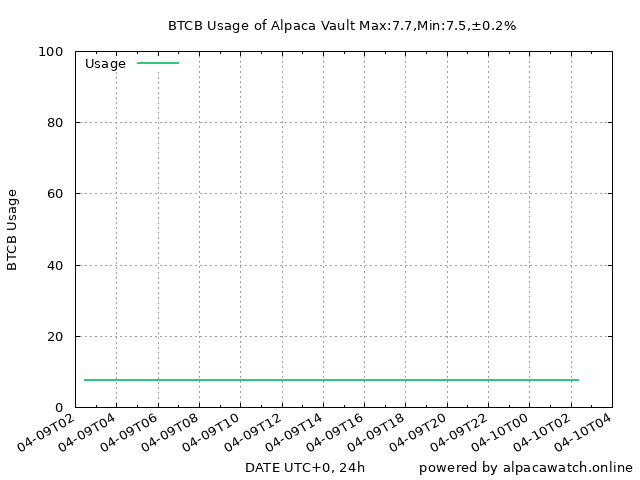 BTCB Usage of Alpaca Vault Max:7.7,Min:7.5,±0.2%
100
80
60
40
20
0
Usage
BTCB Usage
04-09T02
04-09T04
04-09T06
04-09T08
04-09T10
04-09T12
04-09T14
04-09T16
04-09T18
04-09T20
04-09T22
04-10T00
04-10T02
04-10T04
DATE UTC+0, 24h
powered by alpacawatch.online